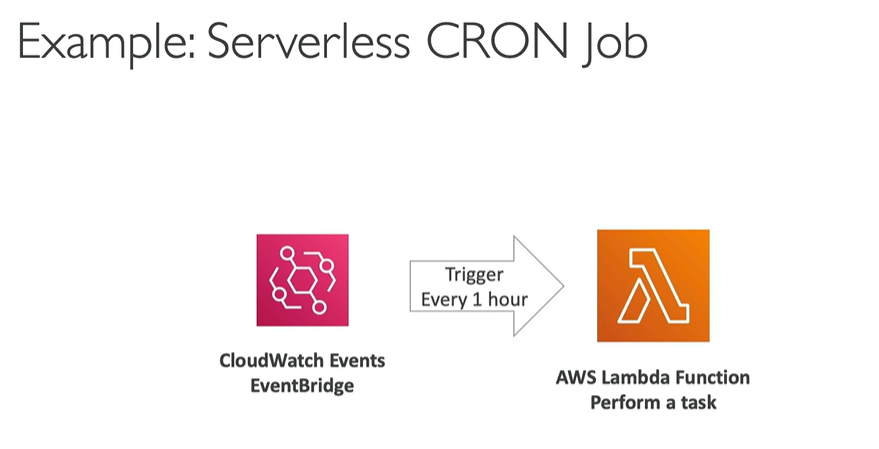 Example: Serverless CRON Job
Trigger
Every 1 hour
CloudWatch Events
EventBridge
AWS Lambda Function
Perform a task